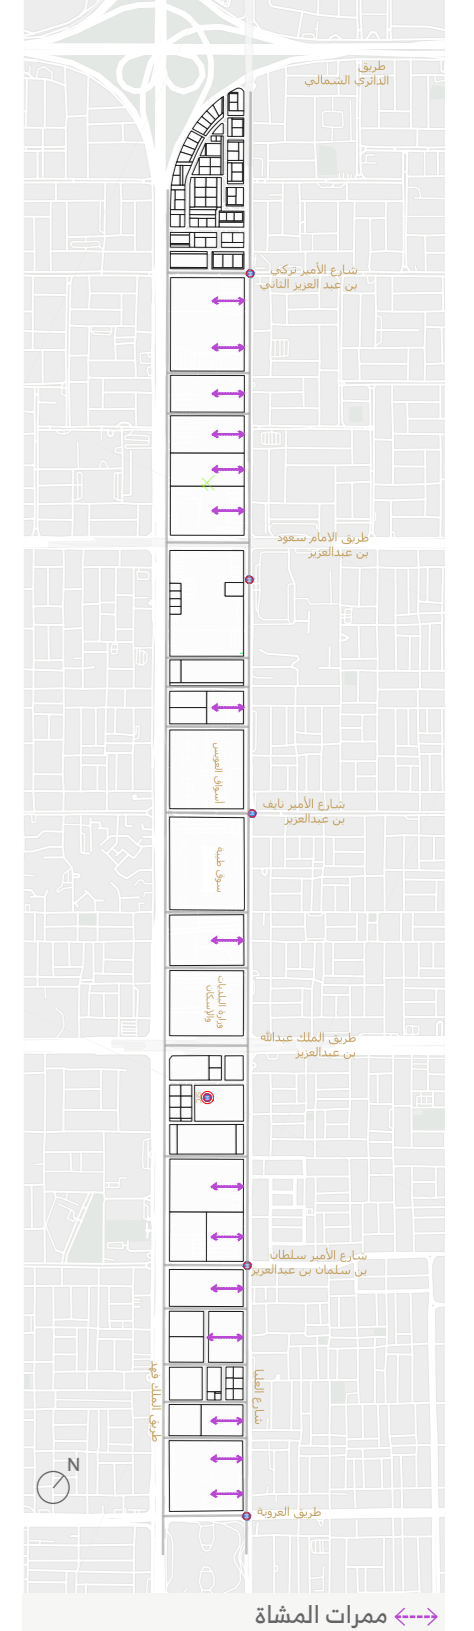 طريق
الدائري الشمالي
شارع الأمير تركي
بن عبد العزيز الثاني
طريق الامام سعود
بن عبدالعزيز
أسواق العويس
شارع الأمير نايف
بن عبدالعزيز
سوق طيبة
وزارة البلديات
والإسكان
طريق الملك عبدالله
بن عبدالعزيز
شارع الأمير سلطان
بن سلمان بن عبدالعزيز
طريق الملك فهد
شارع العليا
N
طريق العروبة
ممرات المشاة